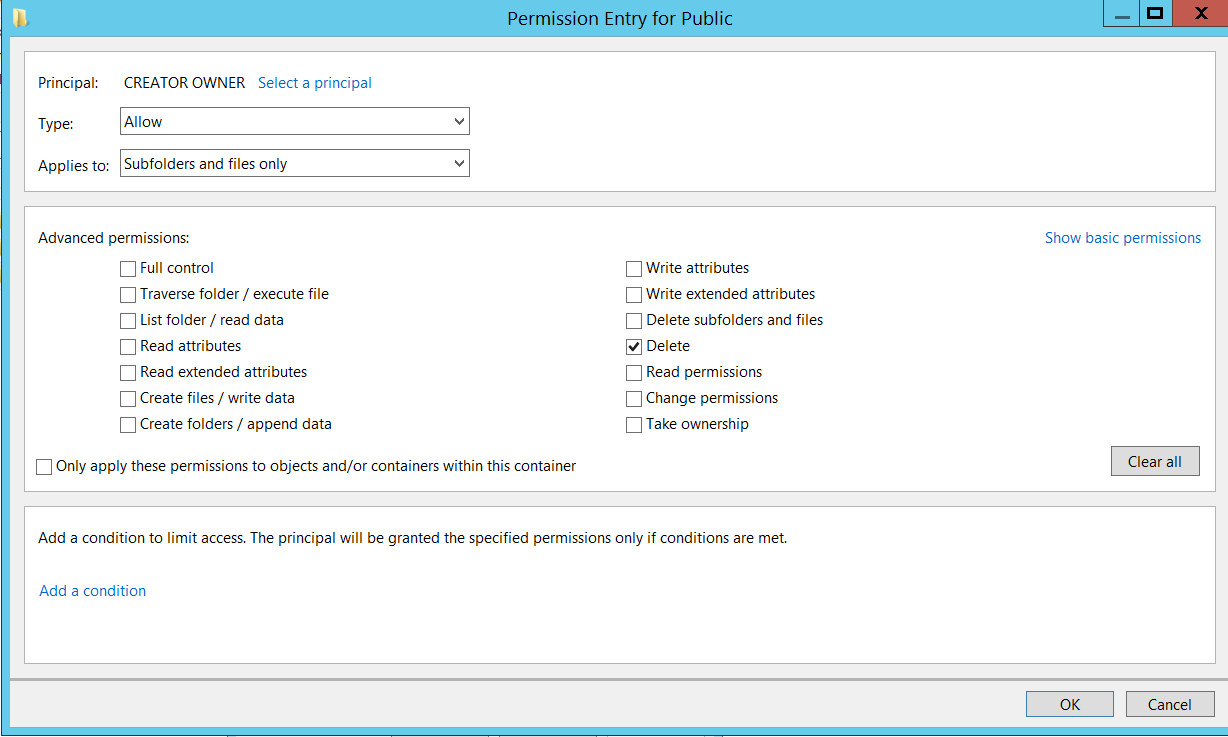 Permission Entry for Public
Principal: CREATOR OWNER Select a principal
Type: Allow
Applies to: Subfolders and files only
Advanced permissions: Show basic permissions
Full control
Traverse folder / execute file
List folder / read data
Read attributes
Read extended attributes
Create files / write data
Create folders / append data
Write attributes
Write extended attributes
Delete subfolders and files
Delete
Read permissions
Change permissions
Take ownership
Only apply these permissions to objects and/or containers within this container
Clear all
Add a condition to limit access. The principal will be granted the specified permissions only if conditions are met.
Add a condition
OK Cancel